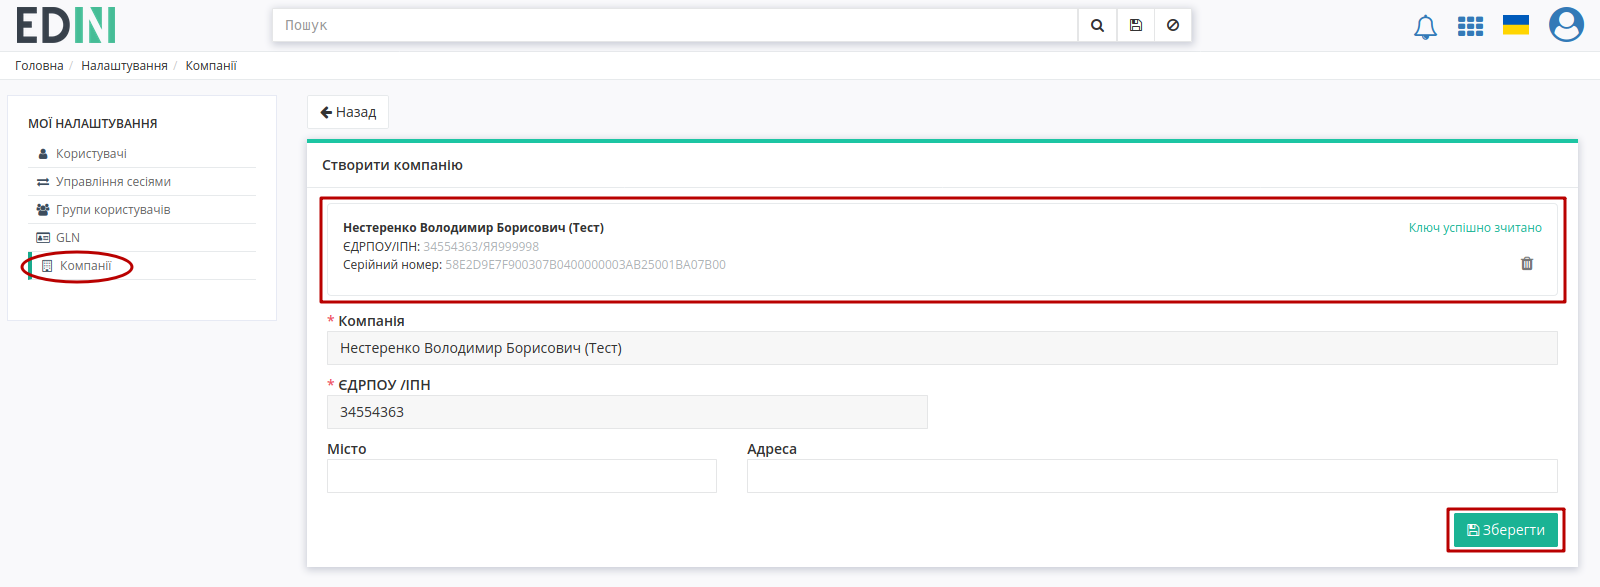 EDIN
Пошук
Головна / Налаштування / Компанії
МОЇ НАЛАШТУВАННЯ
Користувачі
Управління сесіями
Групи користувачів
GLN
Компанії
Назад
Створити компанію
Нестеренко Володимир Борисович (Тест)
Ключ успішно зчитано
ЄДРПОУ/ІПН: 34554363/ЯЯ999998
Серійний номер: 58E2D9E7F900307B0400000003AB25001BA07B00
* Компанія
Нестеренко Володимир Борисович (Тест)
* ЄДРПОУ /ІПН
34554363
Місто Адреса
Зберегти